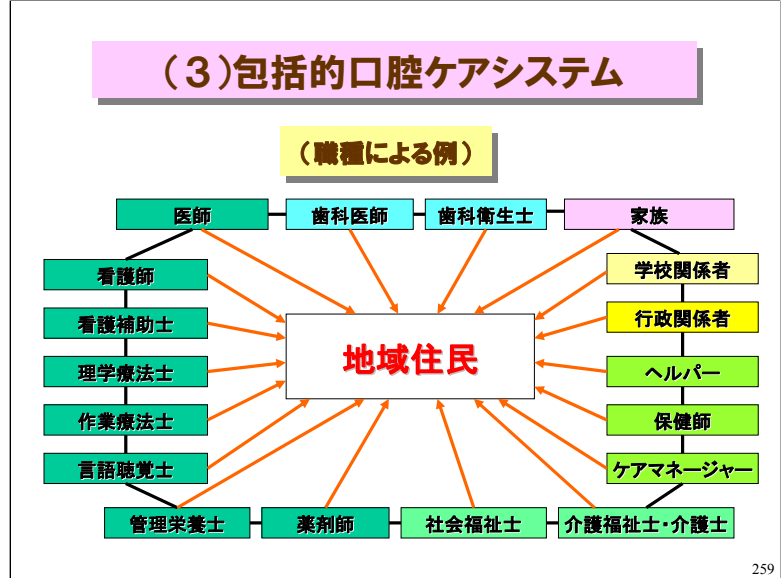 （３）包括的口腔ケアシステム
（職種による例）
医師
歯科医師
歯科衛生士
家族
看護師
学校関係者
看護補助士
行政関係者
地域住民
理学療法士
ヘルパー
作業療法士
保健師
言語聴覚士
ケアマネージャー
管理栄養士
薬剤師
社会福祉士
介護福祉士・介護士
259